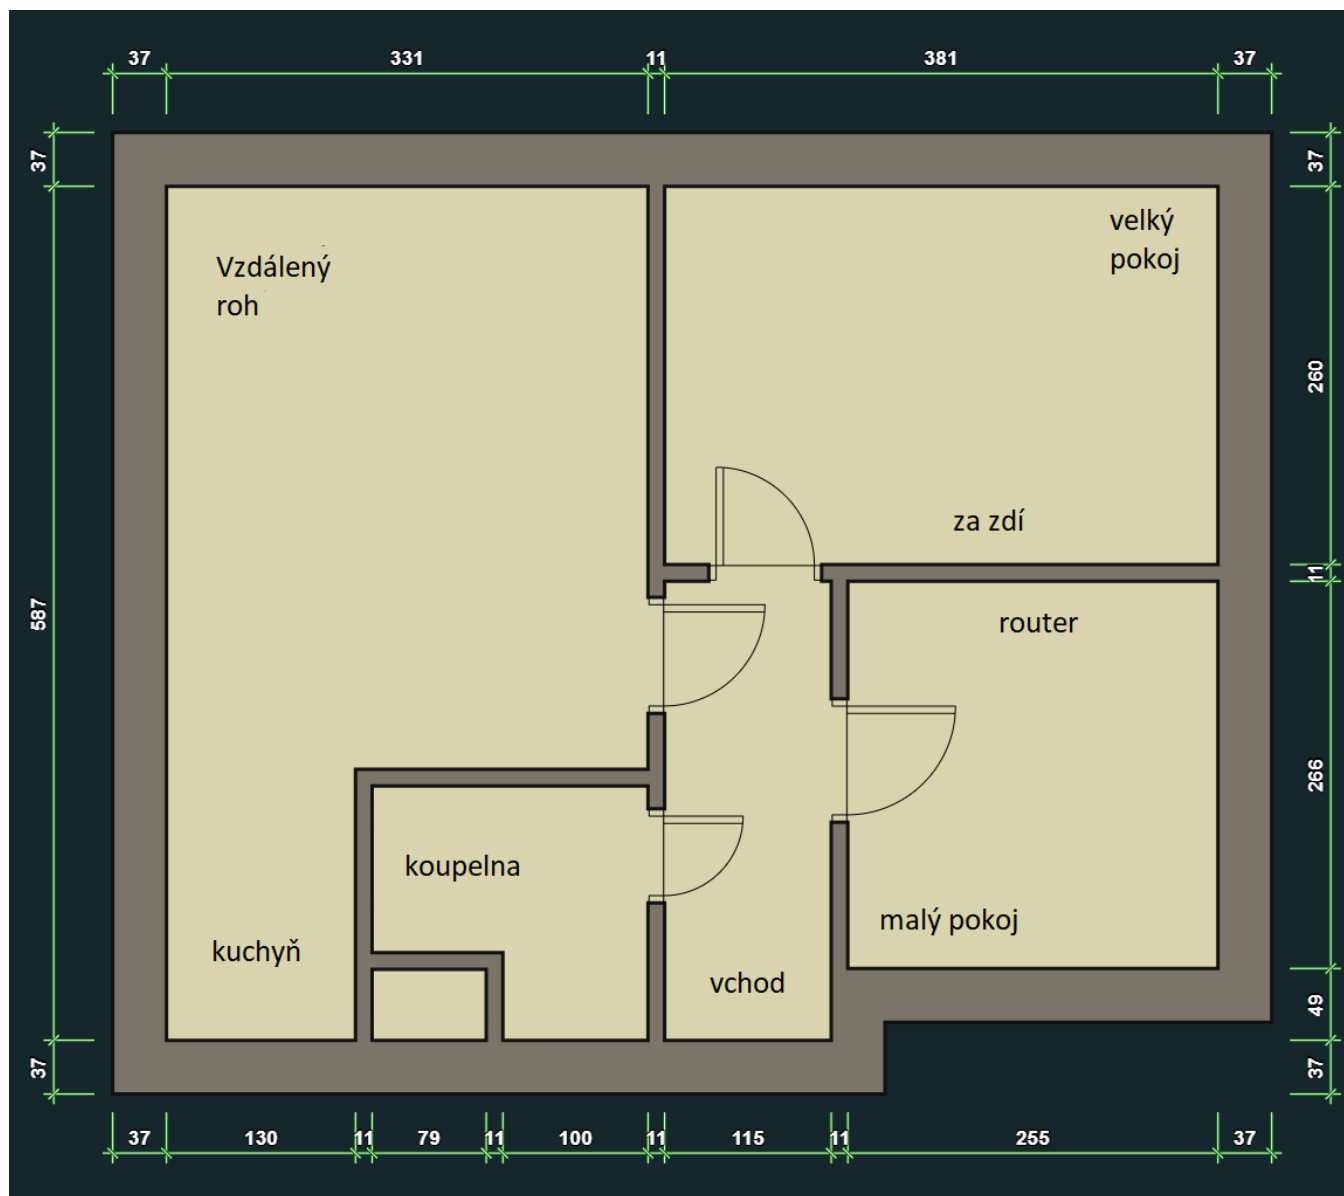 37 331 11 381 37
37
587
37
37
260
11
266
49
37
Vzdálený
roh
velký
pokoj
za zdí
router
koupelna
malý pokoj
kuchyň
vchod
37 130 11 79 11 100 11 115 11 255 37